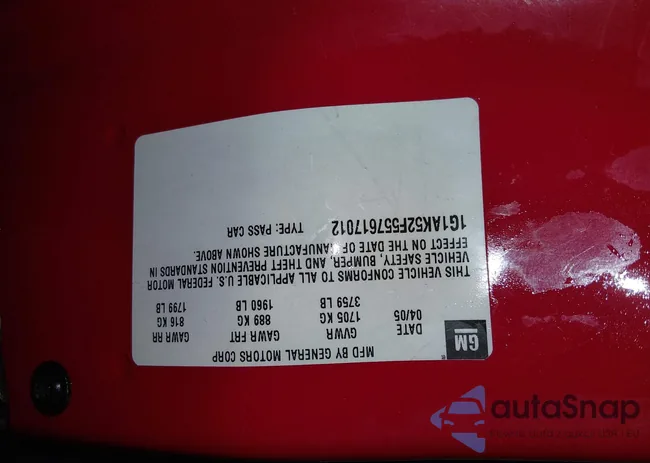 MFD BY GENERAL MOTORS CORP
GM
DATE GVWR GAWR FRT GAWR RR
04/05 1705 KG 889 KG 816 KG
3759 LB 1960 LB 1799 LB
THIS VEHICLE CONFORMS TO ALL APPLICABLE U.S. FEDERAL MOTOR
VEHICLE SAFETY, BUMPER, AND THEFT PREVENTION STANDARDS IN
EFFECT ON THE DATE OF MANUFACTURE SHOWN ABOVE.
1G1AK52F557617012 TYPE: PASS CAR
autaSnap